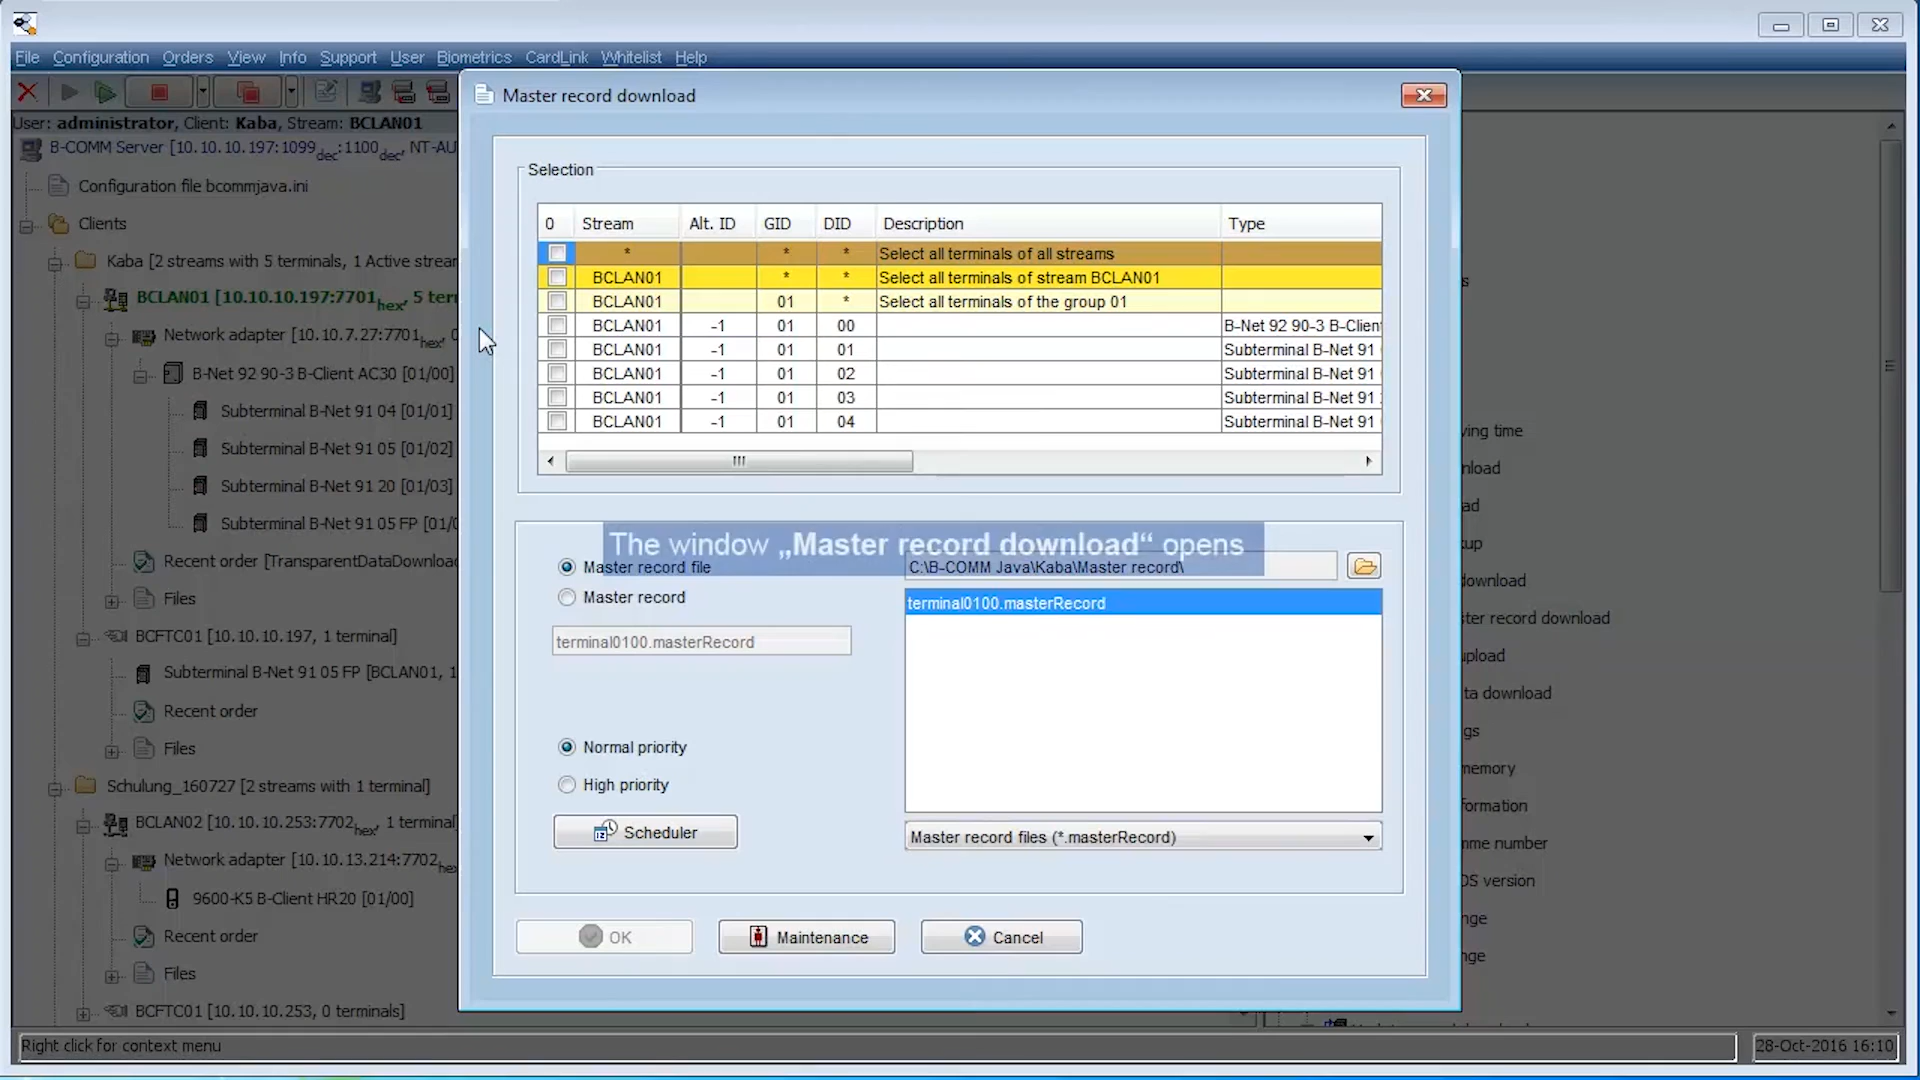 File Configuration Orders View Info Support User Biometrics CardLink Whitelist Help
User: administrator, Client: Kaba, Stream: BCLAN01
B-COMM Server [10.10.10.197:1099dec:1100dec, NT-AU
Configuration file bcommjava.ini
Clients
Kaba [2 streams with 5 terminals, 1 Active stream
BCLAN01 [10.10.10.197:7701hex, 5 ter
Network adapter [10.10.7.27:7701hex, 0
B-Net 92 90-3 B-Client AC30 [01/00]
Subterminal B-Net 91 04 [01/01]
Subterminal B-Net 91 05 [01/02]
Subterminal B-Net 91 20 [01/03]
Subterminal B-Net 91 05 FP [01/0
Recent order [TransparentDataDownload
Files
BCFTC01 [10.10.10.197, 1 terminal]
Subterminal B-Net 91 05 FP [BCLAN01, 1
Recent order
Files
Schulung_160727 [2 streams with 1 terminal]
BCLAN02 [10.10.10.253:7702hex, 1 terminal
Network adapter [10.10.13.214:7702hex
9600-K5 B-Client HR20 [01/00]
Recent order
Files
BCFTC01 [10.10.10.253, 0 terminals]
Master record download
Selection
0 Stream Alt. ID GID DID Description Type
* * * Select all terminals of all streams
BCLAN01 * * Select all terminals of stream BCLAN01
BCLAN01 01 * Select all terminals of the group 01
BCLAN01 -1 01 00 B-Net 92 90-3 B-Client
BCLAN01 -1 01 01 Subterminal B-Net 91
BCLAN01 -1 01 02 Subterminal B-Net 91
BCLAN01 -1 01 03 Subterminal B-Net 91
BCLAN01 -1 01 04 Subterminal B-Net 91
The window „Master record download“ opens
Master record file
C:\B-COMM Java\Kaba\Master record\
Master record
terminal0100.masterRecord
terminal0100.masterRecord
Normal priority
High priority
Scheduler
Master record files (*.masterRecord)
OK Maintenance Cancel
s
ving time
nload
ad
kup
download
ster record download
upload
ta download
gs
memory
formation
me number
OS version
nge
nge
Right click for context menu
28-Oct-2016 16:10